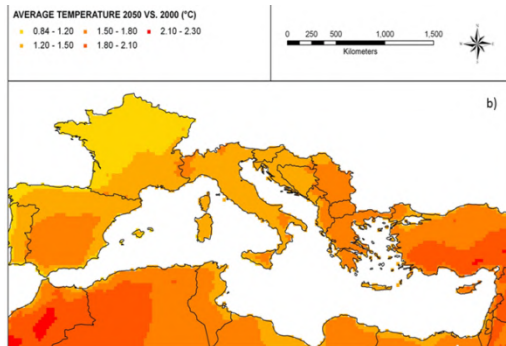 AVERAGE TEMPERATURE 2050 VS. 2000 (°C)
0.84 - 1.20 1.50 - 1.80 2.10 - 2.30
1.20 - 1.50 1.80 - 2.10
0 250 500 1,000 1,500
Kilometers
b)